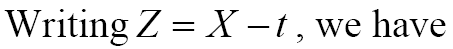 Writing Z = X − t , we have